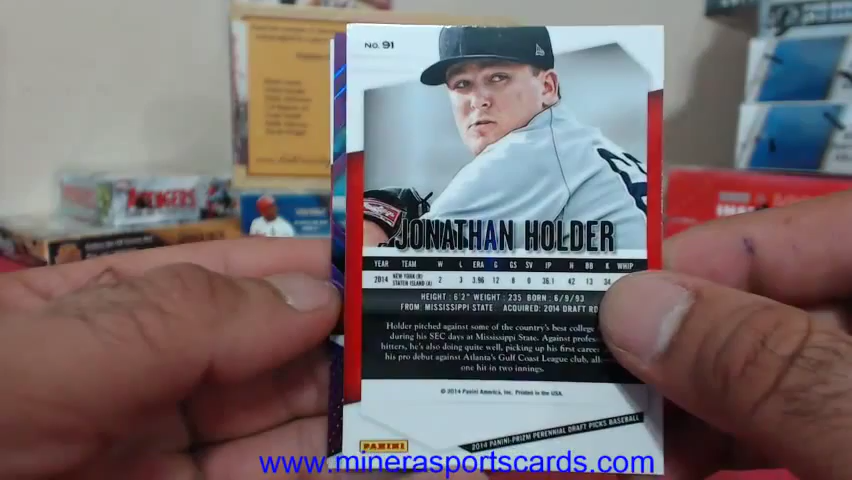 NO. 91
AVENGERS
JONATHAN HOLDER
YEAR TEAM W L ERA G GS SV IP H BB K WHIP
2014 NEW YORK (R) STATEN ISLAND (A) 2 3 3.96 12 8 0 36.1 42 13 34
HEIGHT: 6'2" WEIGHT: 235 BORN: 6/9/93
FROM: MISSISSIPPI STATE ACQUIRED: 2014 DRAFT
Holder pitched against some of the country's best college
during his SEC days at Mississippi State. Against
hitters, he's also doing quite well, picking up his first
his pro debut against Atlanta's Gulf Coast League club,
one hit in two innings.
© 2014 Panini America, Inc. Printed in the USA.
PANINI
2014 PANINI-PRIZM PERENNIAL DRAFT PICKS BASEBALL
www.minerasportscards.com